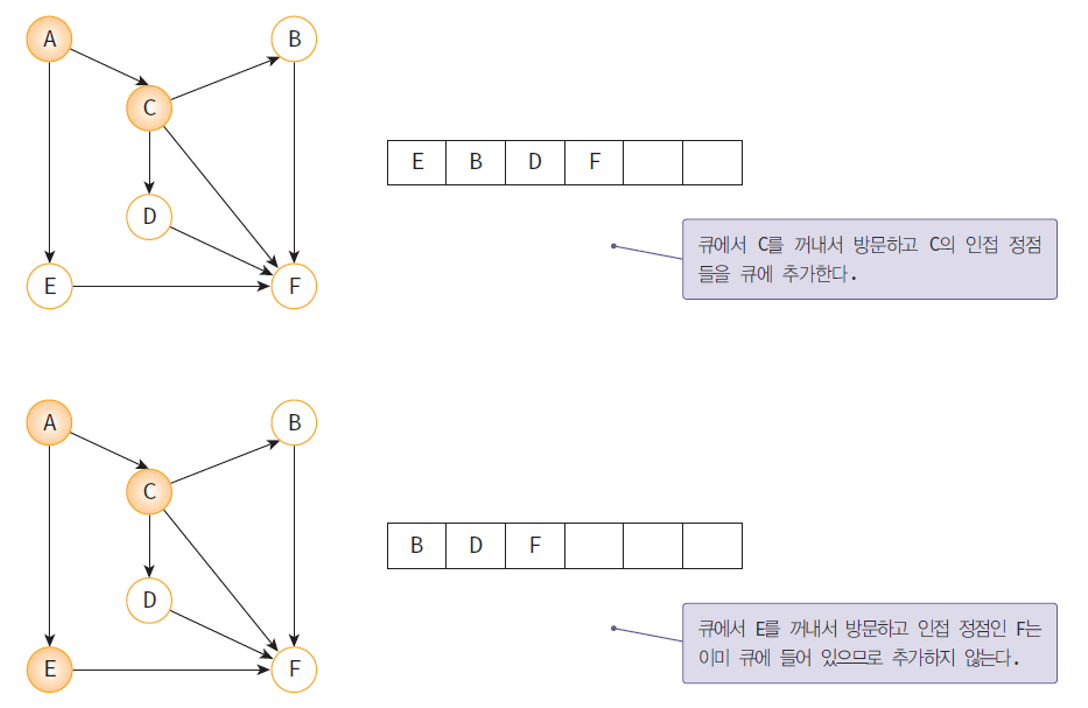 A
B
C
E B D F
D
큐에서 C를 꺼내서 방문하고 C의 인접 정점
들을 큐에 추가한다.
E
F
A
B
C
B D F
D
큐에서 E를 꺼내서 방문하고 인접 정점인 F는
이미 큐에 들어 있으므로 추가하지 않는다.
E
F